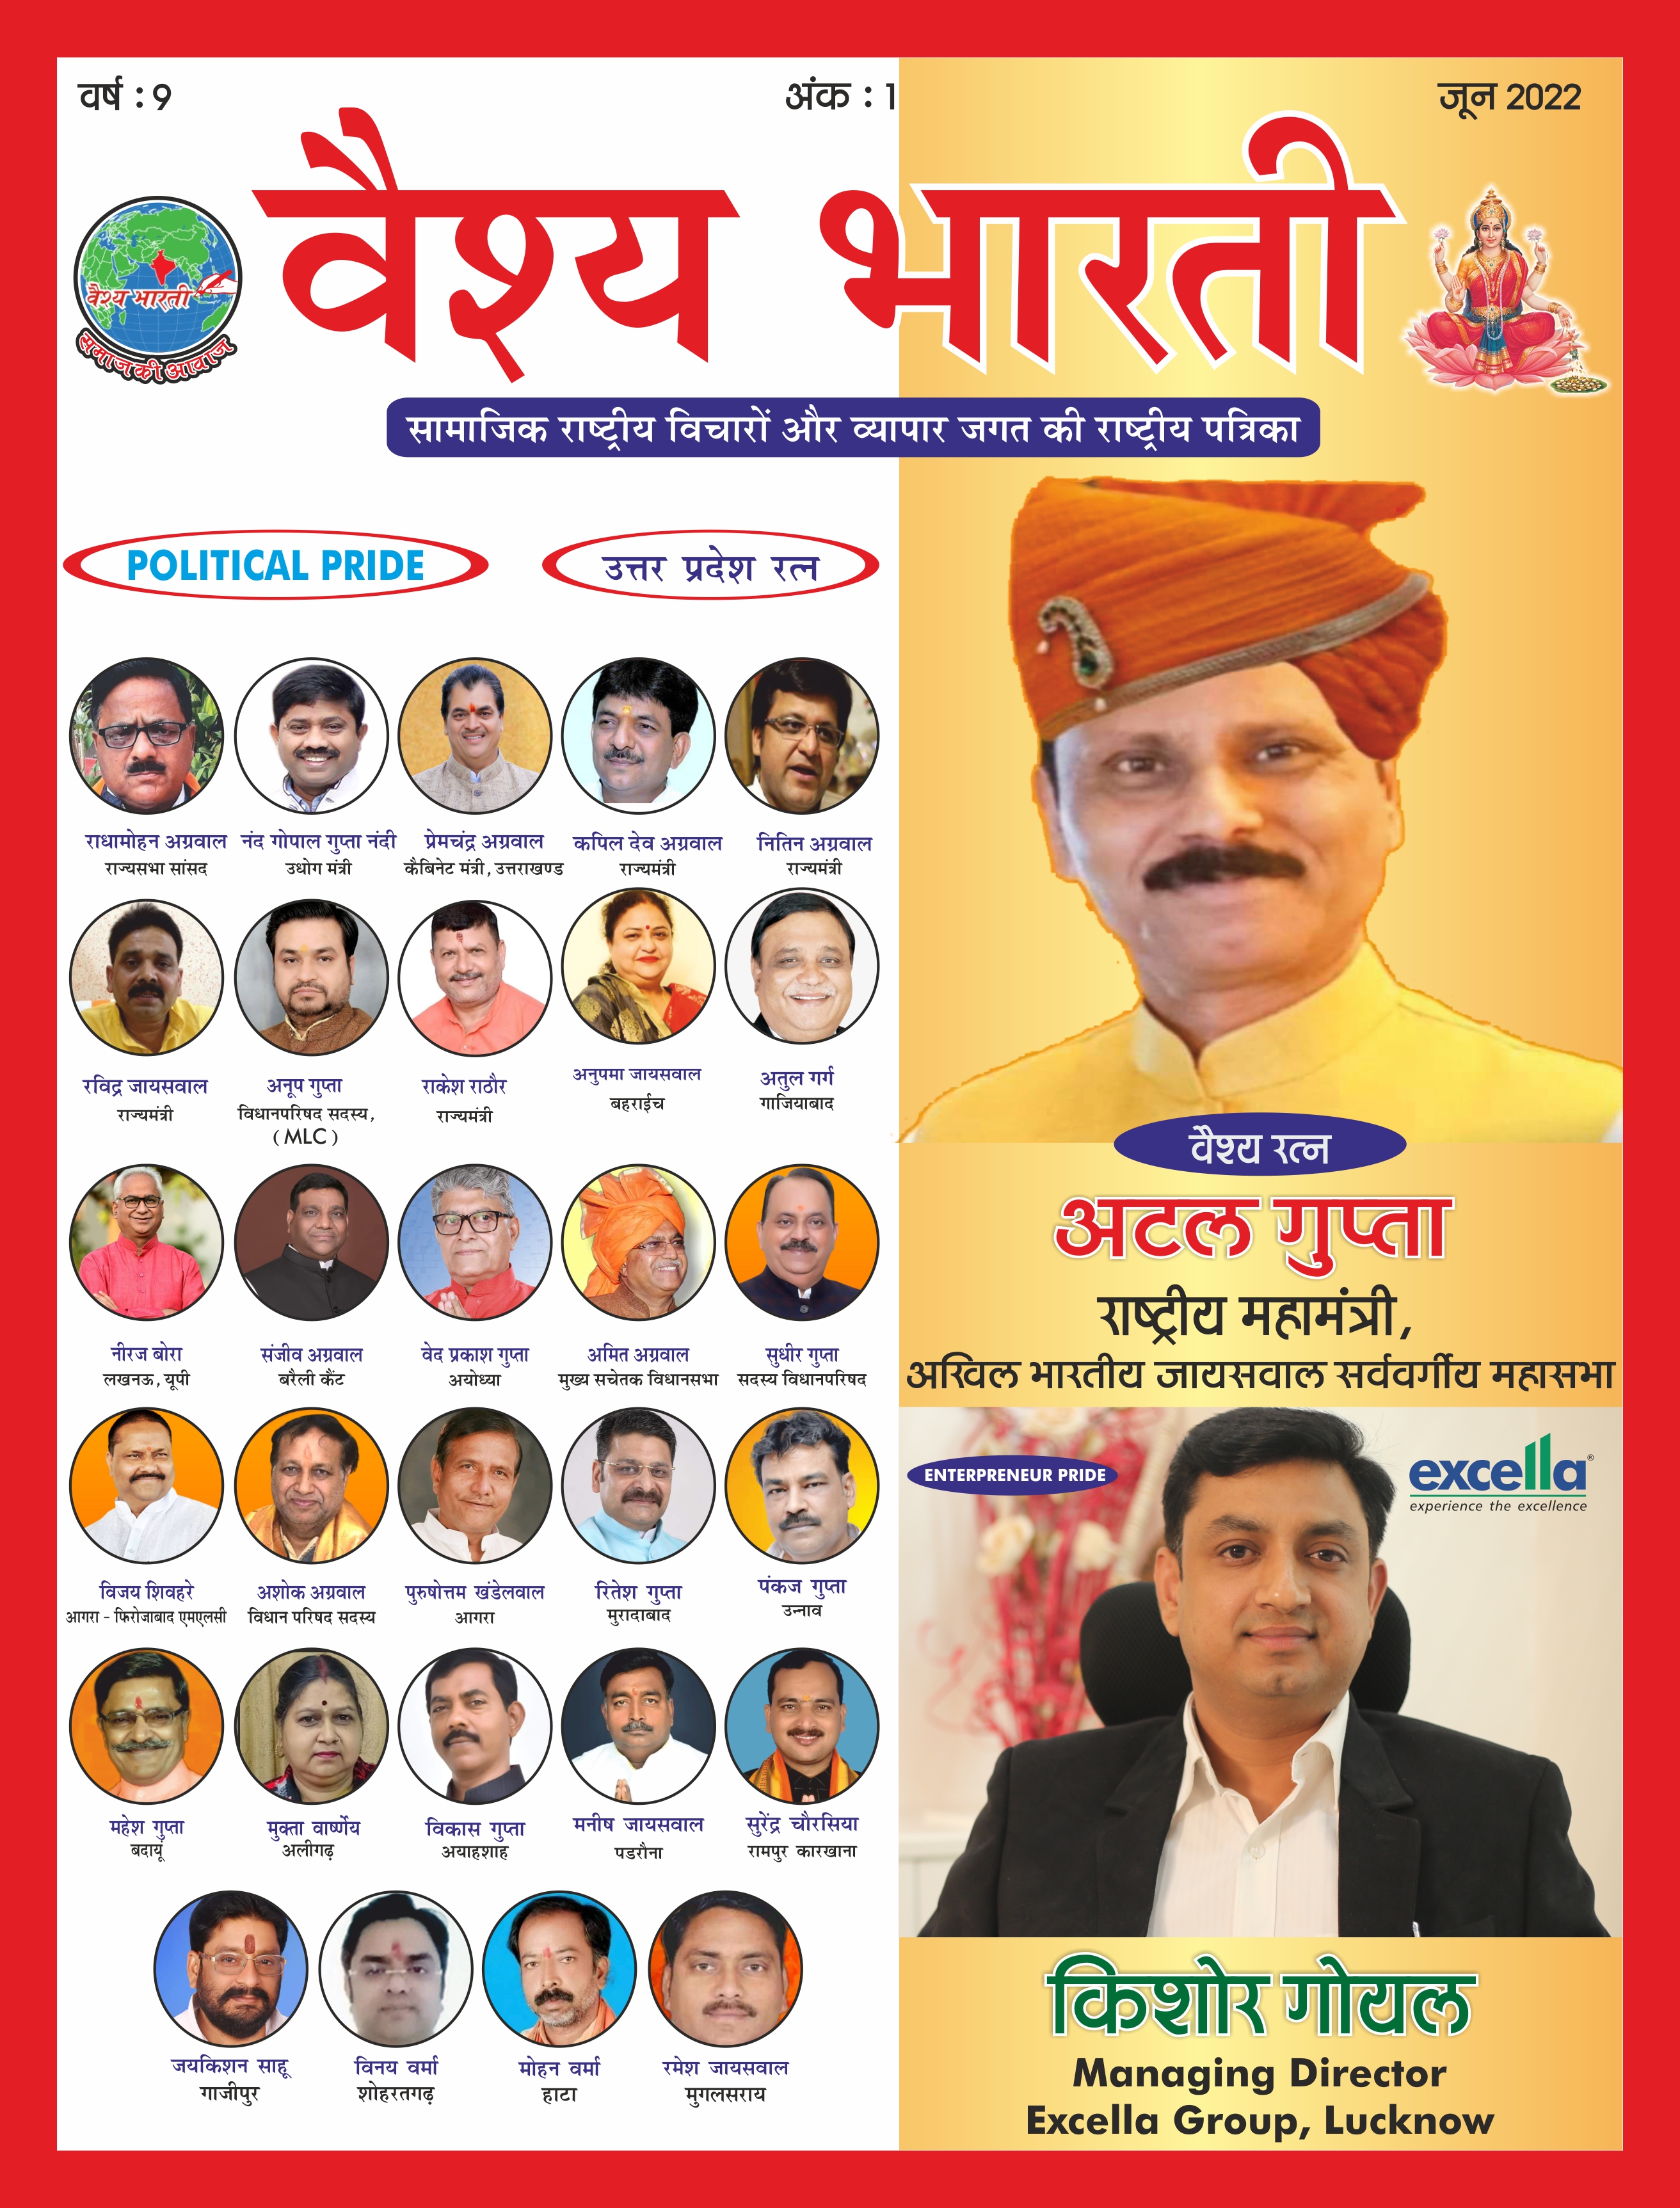 वर्ष : 9
अंक : 1
जून 2022
वैश्य भारती
वैश्य भारती
समाज की आवाज
सामाजिक राष्ट्रीय विचारों और व्यापार जगत की राष्ट्रीय पत्रिका
POLITICAL PRIDE
उत्तर प्रदेश रत्न
राधामोहन अग्रवाल
राज्यसभा सांसद
नंद गोपाल गुप्ता नंदी
उधोग मंत्री
प्रेमचंद्र अग्रवाल
कैबिनेट मंत्री, उत्तराखण्ड
कपिल देव अग्रवाल
राज्यमंत्री
नितिन अग्रवाल
राज्यमंत्री
रविद्र जायसवाल
राज्यमंत्री
अनूप गुप्ता
विधानपरिषद सदस्य,
( MLC )
राकेश राठौर
राज्यमंत्री
अनुपमा जायसवाल
बहराईच
अतुल गर्ग
गाजियाबाद
नीरज बोरा
लखनऊ, यूपी
संजीव अग्रवाल
बरैली कैंट
वेद प्रकाश गुप्ता
अयोध्या
अमित अग्रवाल
मुख्य सचेतक विधानसभा
सुधीर गुप्ता
सदस्य विधानपरिषद
विजय शिवहरे
आगरा - फिरोजाबाद एमएलसी
अशोक अग्रवाल
विधान परिषद सदस्य
पुरुषोत्तम खंडेलवाल
आगरा
रितेश गुप्ता
मुरादाबाद
पंकज गुप्ता
उन्नाव
महेश गुप्ता
बदायूं
मुक्ता वार्ष्णेय
अलीगढ़
विकास गुप्ता
अयाहशाह
मनीष जायसवाल
पडरौना
सुरेंद्र चौरसिया
रामपुर कारखाना
जयकिशन साहू
गाजीपुर
विनय वर्मा
शोहरतगढ़
मोहन वर्मा
हाटा
रमेश जायसवाल
मुगलसराय
वैश्य रत्न
अटल गुप्ता
राष्ट्रीय महामंत्री,
अखिल भारतीय जायसवाल सर्ववर्गीय महासभा
ENTERPRENEUR PRIDE
excella®
experience the excellence
किशोर गोयल
Managing Director
Excella Group, Lucknow